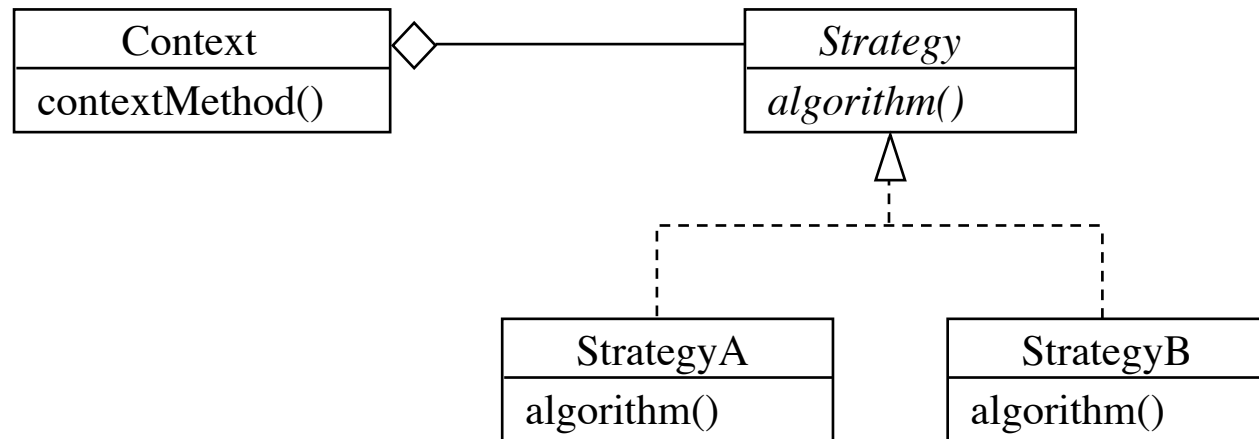 Context
contextMethod()
Strategy
algorithm()
StrategyA
algorithm()
StrategyB
algorithm()